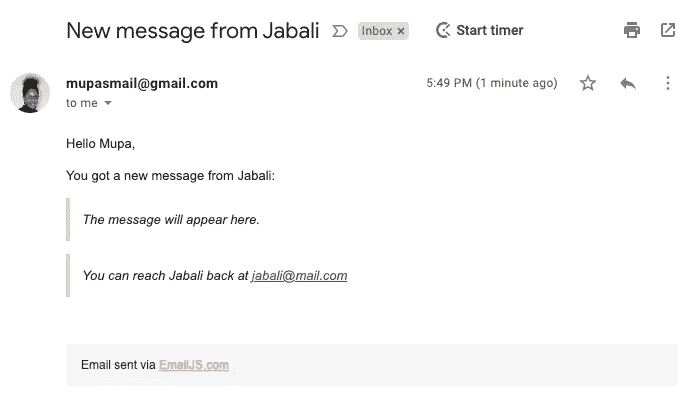 New message from Jabali Inbox × Start timer
mupasmail@gmail.com 5:49 PM (1 minute ago)
to me
Hello Mupa,
You got a new message from Jabali:
The message will appear here.
You can reach Jabali back at jabali@mail.com
Email sent via EmailJS.com